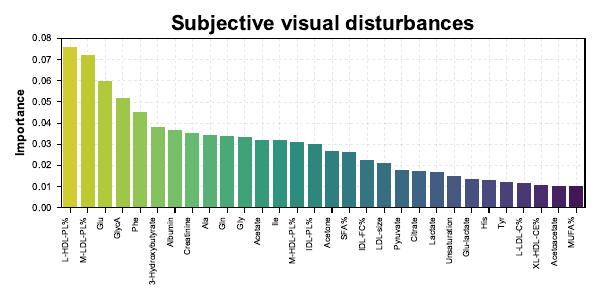 Subjective visual disturbances
Importance
0.08
0.07
0.06
0.05
0.04
0.03
0.02
0.01
0.00
L-HDL-PL%
M-LDL-PL%
Glu
GlycA
Phe
3-Hydroxybutyrate
Albumin
Creatinine
Ala
Gln
Gly
Acetate
Ile
M-HDL-PL%
IDL-PL%
Acetone
SFA%
IDL-FC%
LDL-size
Pyruvate
Citrate
Lactate
Unsaturation
Glu-lactate
His
Tyr
L-LDL-C%
XL-HDL-CE%
Acetoacetate
MUFA%